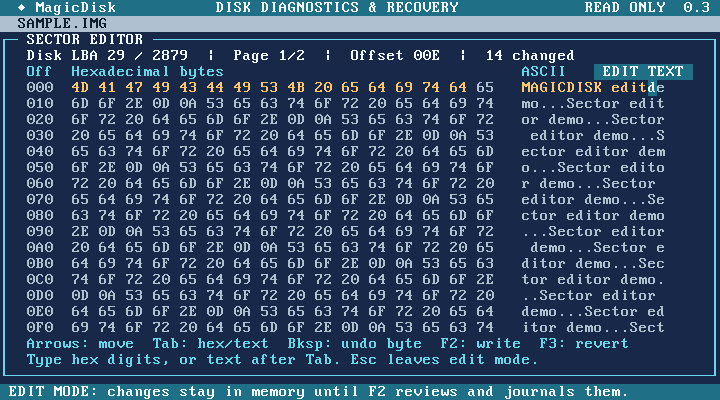 ◆ MagicDisk DISK DIAGNOSTICS & RECOVERY READ ONLY 0.3
SAMPLE.IMG
SECTOR EDITOR
Disk LBA 29 / 2879 | Page 1/2 | Offset 00E | 14 changed
Off Hexadecimal bytes ASCII EDIT TEXT
000 4D 41 47 49 43 44 49 53 4B 20 65 64 69 74 64 65 MAGICDISK editde
010 6D 6F 2E 0D 0A 53 65 63 74 6F 72 20 65 64 69 74 mo...Sector edit
020 6F 72 20 64 65 6D 6F 2E 0D 0A 53 65 63 74 6F 72 or demo...Sector
030 20 65 64 69 74 6F 72 20 64 65 6D 6F 2E 0D 0A 53 editor demo...S
040 65 63 74 6F 72 20 65 64 69 74 6F 72 20 64 65 6D ector editor dem
050 6F 2E 0D 0A 53 65 63 74 6F 72 20 65 64 69 74 6F o...Sector edito
060 72 20 64 65 6D 6F 2E 0D 0A 53 65 63 74 6F 72 20 r demo...Sector
070 65 64 69 74 6F 72 20 64 65 6D 6F 2E 0D 0A 53 65 editor demo...Se
080 63 74 6F 72 20 65 64 69 74 6F 72 20 64 65 6D 6F ctor editor demo
090 2E 0D 0A 53 65 63 74 6F 72 20 65 64 69 74 6F 72 ...Sector editor
0A0 20 64 65 6D 6F 2E 0D 0A 53 65 63 74 6F 72 20 65 demo...Sector e
0B0 64 69 74 6F 72 20 64 65 6D 6F 2E 0D 0A 53 65 63 ditor demo...Sec
0C0 74 6F 72 20 65 64 69 74 6F 72 20 64 65 6D 6F 2E tor editor demo.
0D0 0D 0A 53 65 63 74 6F 72 20 65 64 69 74 6F 72 20 ..Sector editor
0E0 64 65 6D 6F 2E 0D 0A 53 65 63 74 6F 72 20 65 64 demo...Sector ed
0F0 69 74 6F 72 20 64 65 6D 6F 2E 0D 0A 53 65 63 74 itor demo...Sect
Arrows: move Tab: hex/text Bksp: undo byte F2: write F3: revert
Type hex digits, or text after Tab. Esc leaves edit mode.
EDIT MODE: changes stay in memory until F2 reviews and journals them.